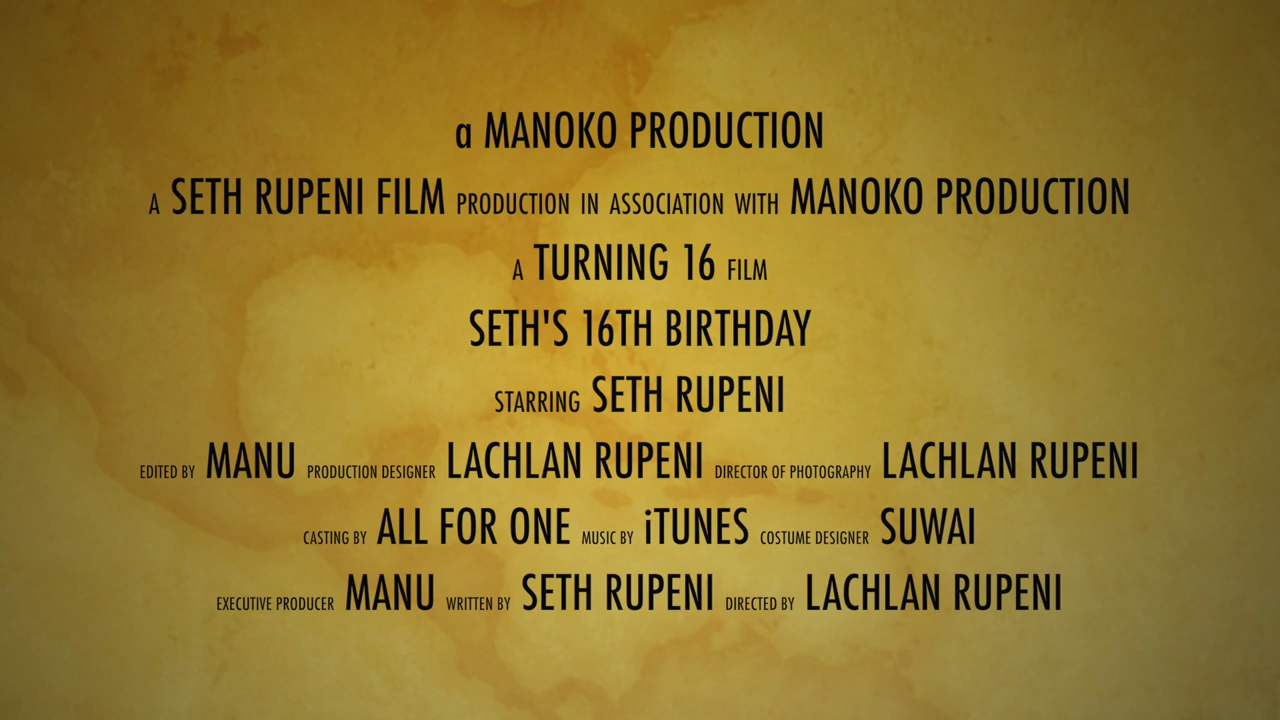 a MANOKO PRODUCTION
A SETH RUPENI FILM PRODUCTION IN ASSOCIATION WITH MANOKO PRODUCTION
A TURNING 16 FILM
SETH'S 16TH BIRTHDAY
STARRING SETH RUPENI
EDITED BY MANU PRODUCTION DESIGNER LACHLAN RUPENI DIRECTOR OF PHOTOGRAPHY LACHLAN RUPENI
CASTING BY ALL FOR ONE MUSIC BY iTUNES COSTUME DESIGNER SUWAI
EXECUTIVE PRODUCER MANU WRITTEN BY SETH RUPENI DIRECTED BY LACHLAN RUPENI